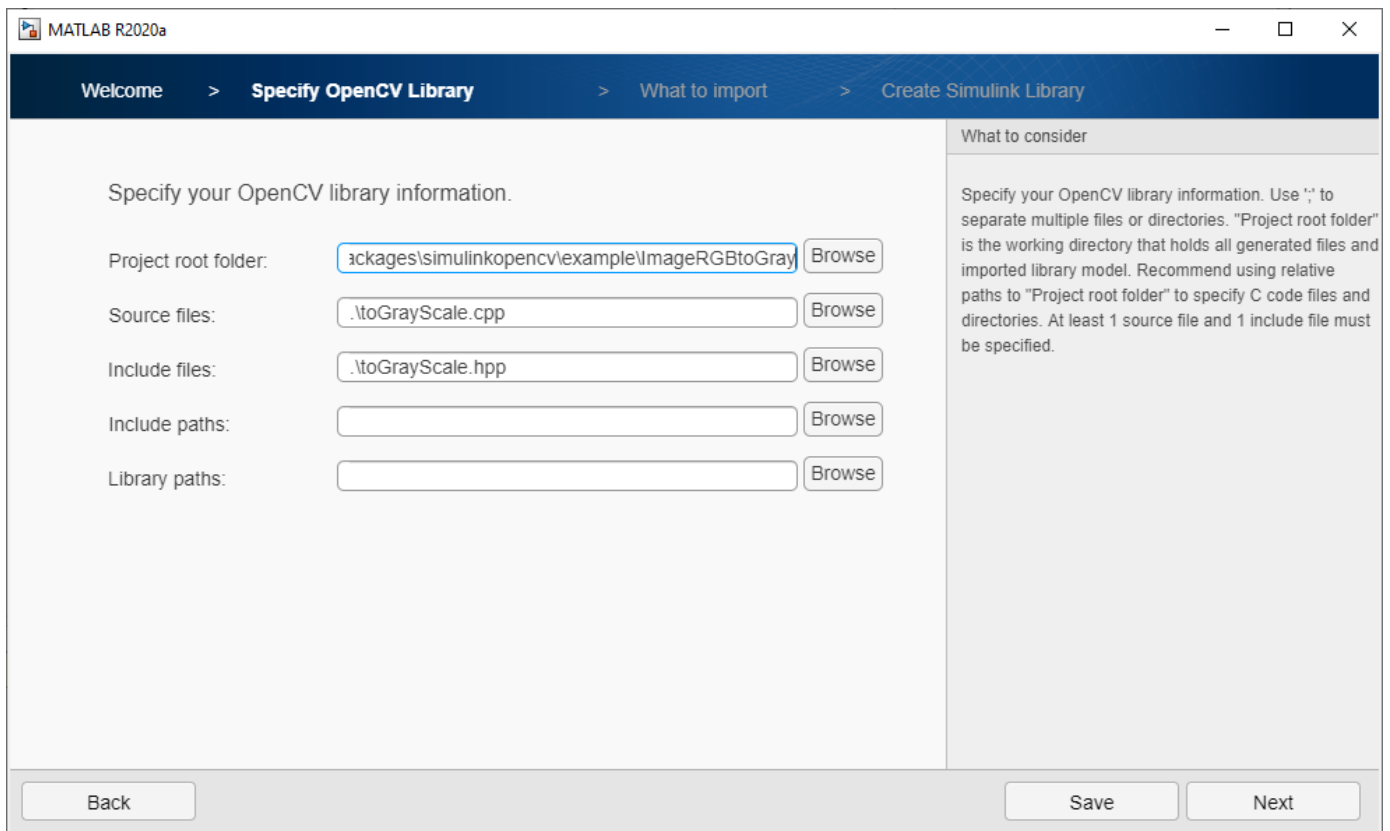 MATLAB R2020a
Welcome > Specify OpenCV Library > What to import > Create Simulink Library
What to consider
Specify your OpenCV library information.
Project root folder: ackages\simulinkopencv\example\ImageRGBtoGray Browse
Source files: .\toGrayScale.cpp Browse
Include files: .\toGrayScale.hpp Browse
Include paths: Browse
Library paths: Browse
Specify your OpenCV library information. Use ';' to
separate multiple files or directories. "Project root folder"
is the working directory that holds all generated files and
imported library model. Recommend using relative
paths to "Project root folder" to specify C code files and
directories. At least 1 source file and 1 include file must
be specified.
Back Save Next